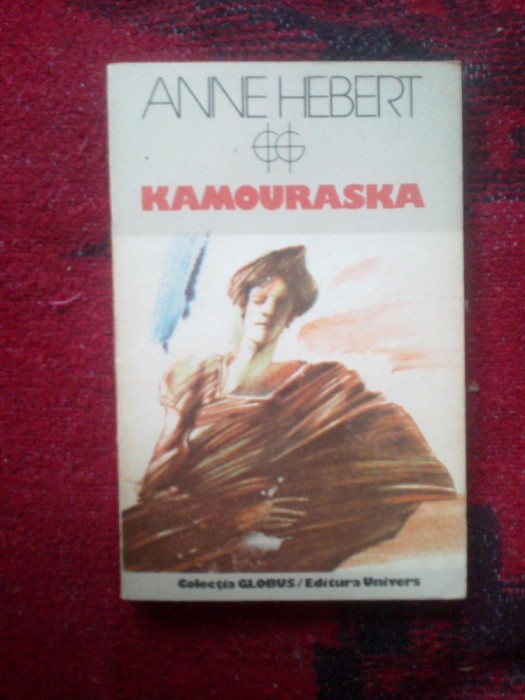 ANNE HEBERT
KAMOURASKA
Colecția GLOBUS/Editura Univers